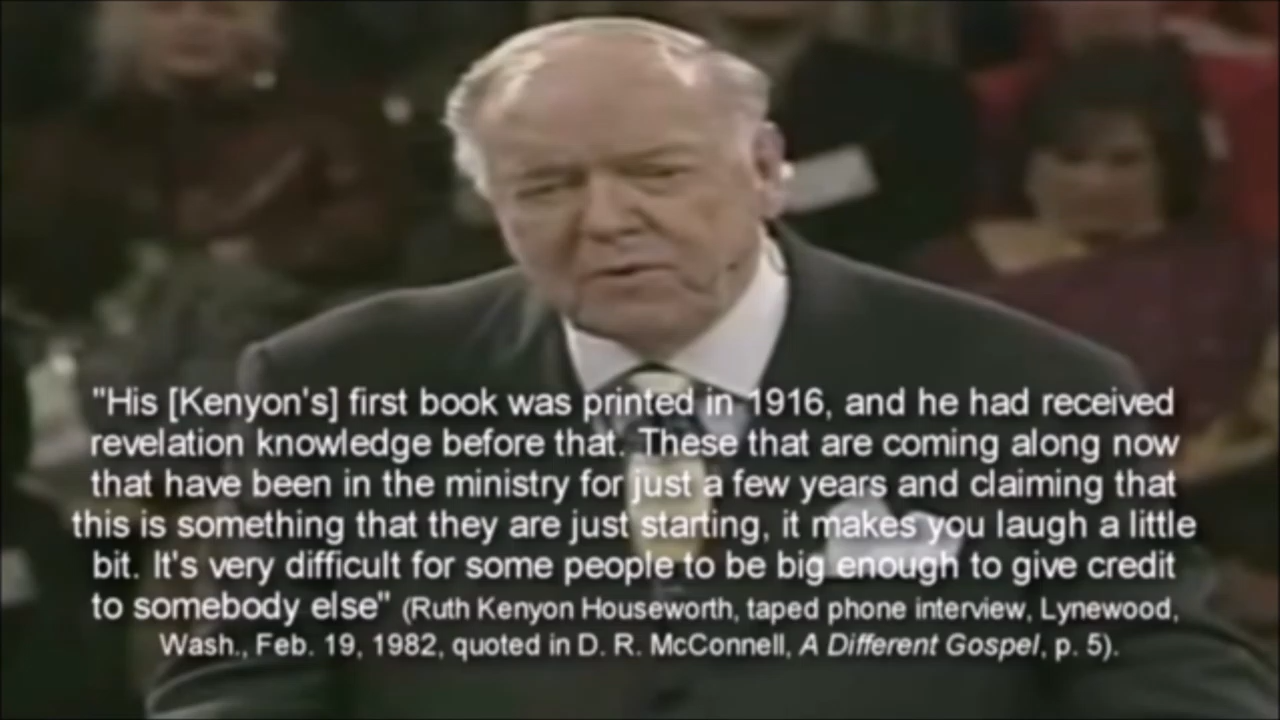 "His [Kenyon's] first book was printed in 1916, and he had received
revelation knowledge before that. These that are coming along now
that have been in the ministry for just a few years and claiming that
this is something that they are just starting, it makes you laugh a little
bit. It's very difficult for some people to be big enough to give credit
to somebody else" (Ruth Kenyon Houseworth, taped phone interview, Lynewood,
Wash., Feb. 19, 1982, quoted in D. R. McConnell, A Different Gospel, p. 5).